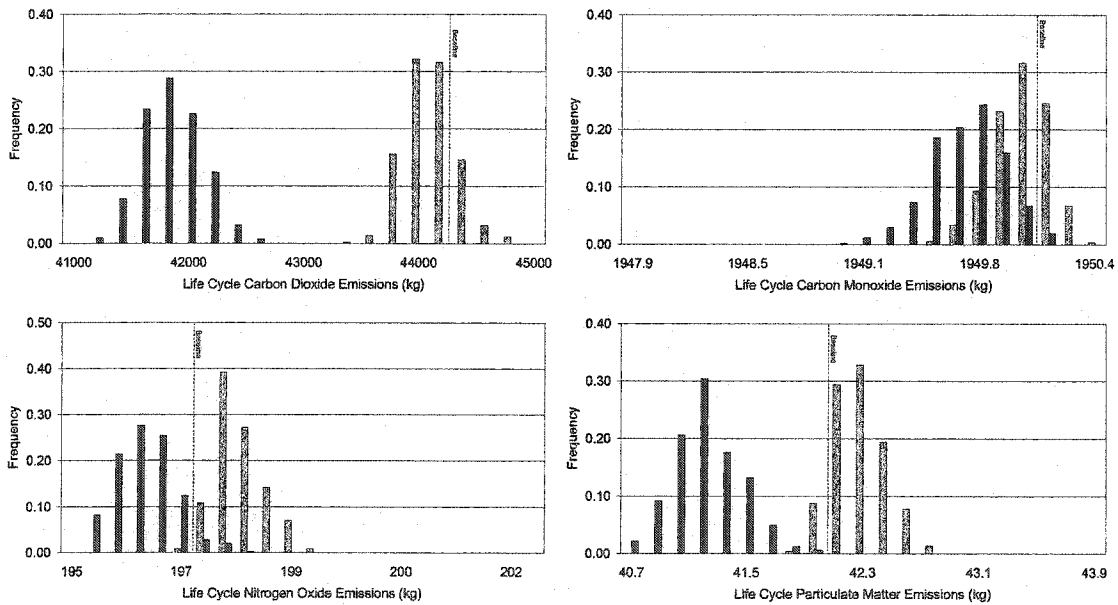 0.40
0.30
0.20
0.10
0.00
Frequency
Baseline
41000 42000 43000 44000 45000
Life Cycle Carbon Dioxide Emissions (kg)
0.40
0.30
0.20
0.10
0.00
Frequency
Baseline
1947.9 1948.5 1949.1 1949.8 1950.4
Life Cycle Carbon Monoxide Emissions (kg)
0.50
0.40
0.30
0.20
0.10
0.00
Frequency
Baseline
195 197 199 200 202
Life Cycle Nitrogen Oxide Emissions (kg)
0.40
0.30
0.20
0.10
0.00
Frequency
Baseline
40.7 41.5 42.3 43.1 43.9
Life Cycle Particulate Matter Emissions (kg)